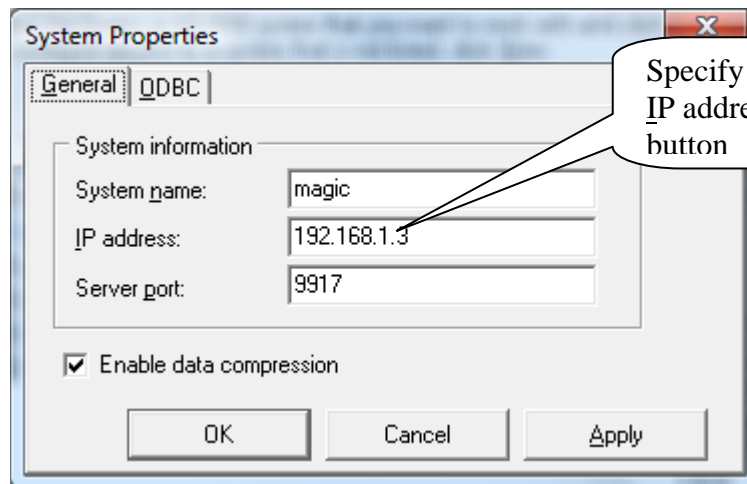 System Properties
General
ODBC
Specify
IP addre
button
System information
System name: magic
IP address: 192.168.1.3
Server port: 9917
Enable data compression
OK Cancel Apply